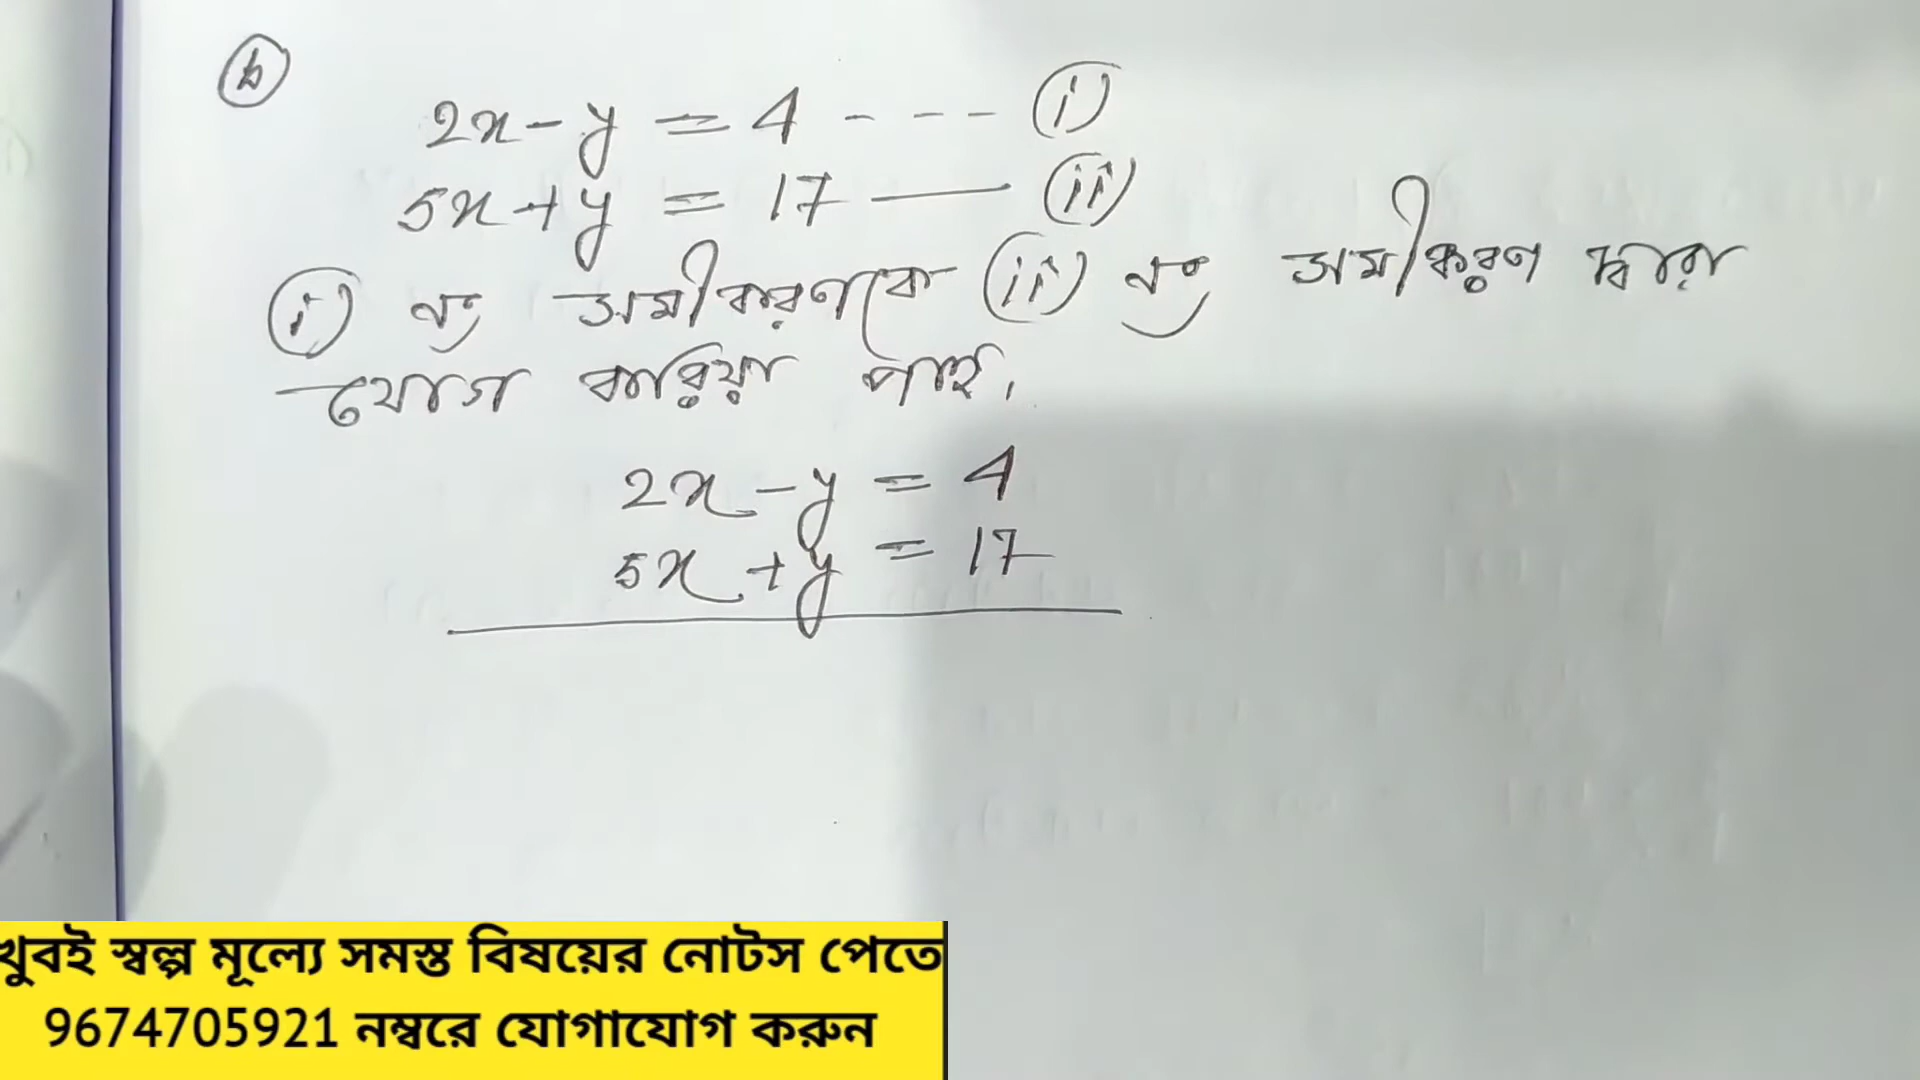 b
2x - y = 4 - - - (i)
5x + y = 17 —— (ii)
(i) নং সমীকরণকে (ii) নং সমীকরণ দ্বারা
যোগ করিয়া পাই,
2x - y = 4
5x + y = 17
খুবই স্বল্প মূল্যে সমস্ত বিষয়ের নোটস পেতে
9674705921 নম্বরে যোগাযোগ করুন